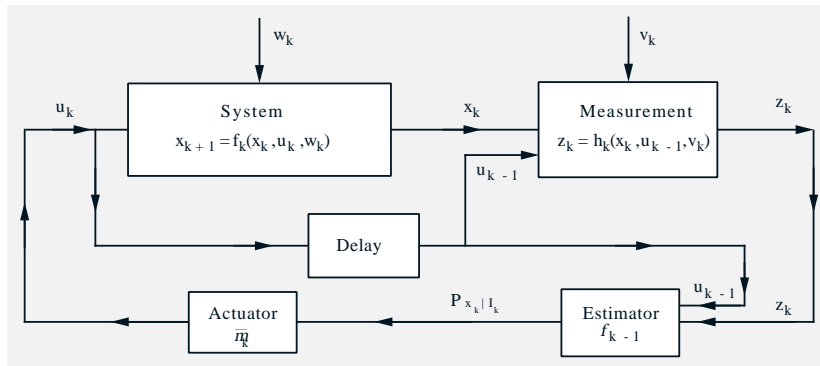 w_k
v_k
u_k
System
x_{k+1} = f_k(x_k, u_k, w_k)
x_k
Measurement
z_k = h_k(x_k, u_{k-1}, v_k)
z_k
u_{k-1}
Delay
u_{k-1}
P_{x_k | I_k}
z_k
Actuator
m̅_k
Estimator
f_{k-1}